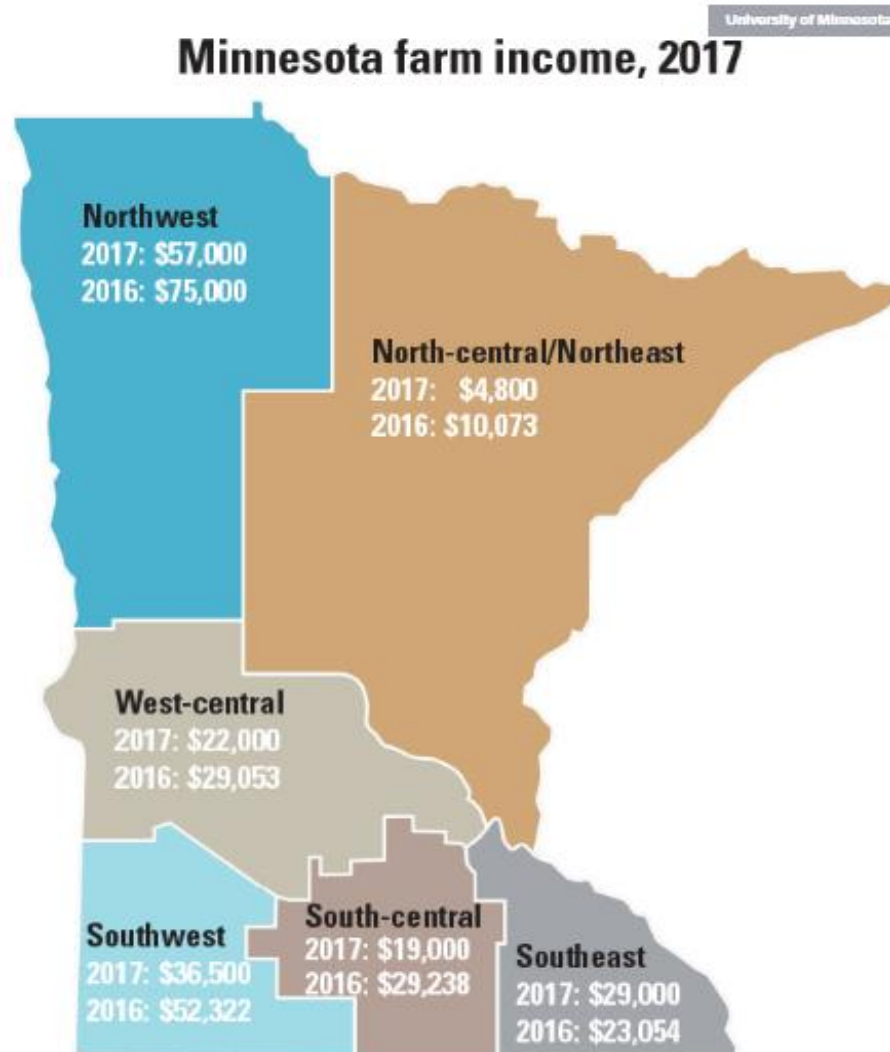 University of Minnesota
Minnesota farm income, 2017
Northwest
2017: $57,000
2016: $75,000
North-central/Northeast
2017: $4,800
2016: $10,073
West-central
2017: $22,000
2016: $29,053
Southwest
2017: $36,500
2016: $52,322
South-central
2017: $19,000
2016: $29,238
Southeast
2017: $29,000
2016: $23,054